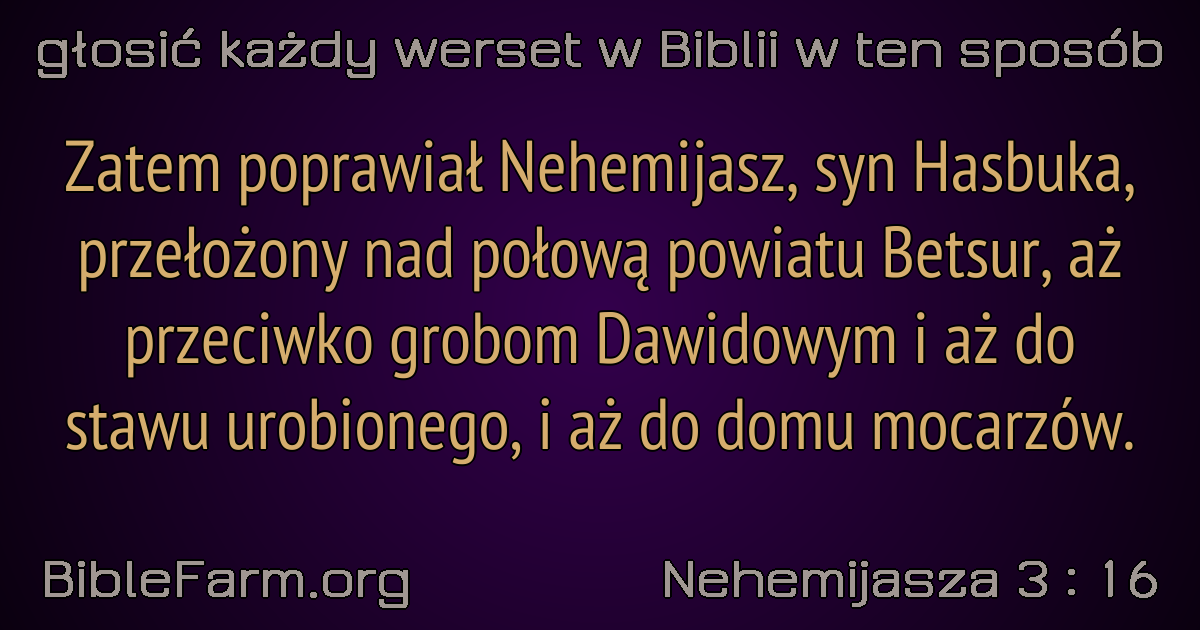 głosić każdy werset w Biblii w ten sposób
Zatem poprawiał Nehemijasz, syn Hasbuka,
przełożony nad połową powiatu Betsur, aż
przeciwko grobom Dawidowym i aż do
stawu urobionego, i aż do domu mocarzów.
BibleFarm.org
Nehemijasza 3 : 16